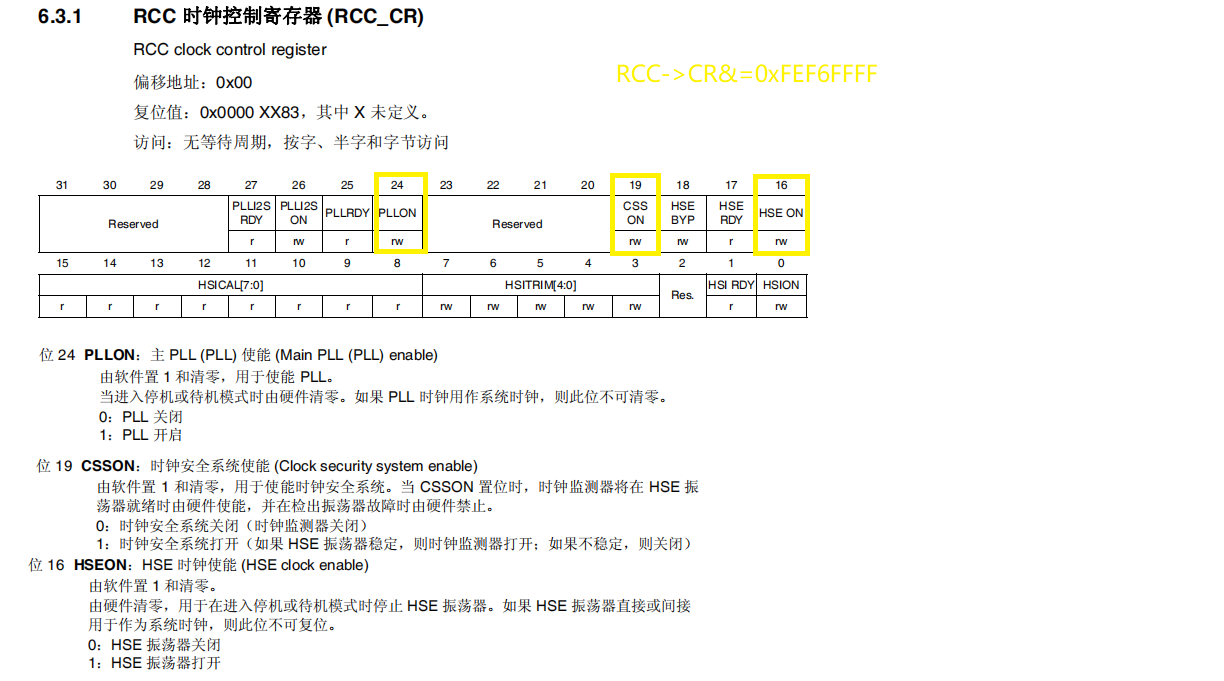 6.3.1 RCC 时钟控制寄存器 (RCC_CR)
RCC clock control register
RCC->CR&=0xFEF6FFFF
偏移地址：0x00
复位值：0x0000 XX83，其中 X 未定义。
访问：无等待周期，按字、半字和字节访问
31 30 29 28 27 26 25 24 23 22 21 20 19 18 17 16
Reserved PLLI2S RDY PLLI2S ON PLLRDY PLLON Reserved CSS ON HSE BYP HSE RDY HSE ON
r rw r rw rw rw r rw
15 14 13 12 11 10 9 8 7 6 5 4 3 2 1 0
HSICAL[7:0] HSITRIM[4:0] Res. HSI RDY HSION
r r r r r r r r rw rw rw rw rw r rw
位 24 PLLON：主 PLL (PLL) 使能 (Main PLL (PLL) enable)
由软件置 1 和清零，用于使能 PLL。
当进入停机或待机模式时由硬件清零。如果 PLL 时钟用作系统时钟，则此位不可清零。
0：PLL 关闭
1：PLL 开启
位 19 CSSON：时钟安全系统使能 (Clock security system enable)
由软件置 1 和清零，用于使能时钟安全系统。当 CSSON 置位时，时钟监测器将在 HSE 振
荡器就绪时由硬件使能，并在检出振荡器故障时由硬件禁止。
0：时钟安全系统关闭（时钟监测器关闭）
1：时钟安全系统打开（如果 HSE 振荡器稳定，则时钟监测器打开；如果不稳定，则关闭）
位 16 HSEON：HSE 时钟使能 (HSE clock enable)
由软件置 1 和清零。
由硬件清零，用于在进入停机或待机模式时停止 HSE 振荡器。如果 HSE 振荡器直接或间接
用于作为系统时钟，则此位不可复位。
0：HSE 振荡器关闭
1：HSE 振荡器打开